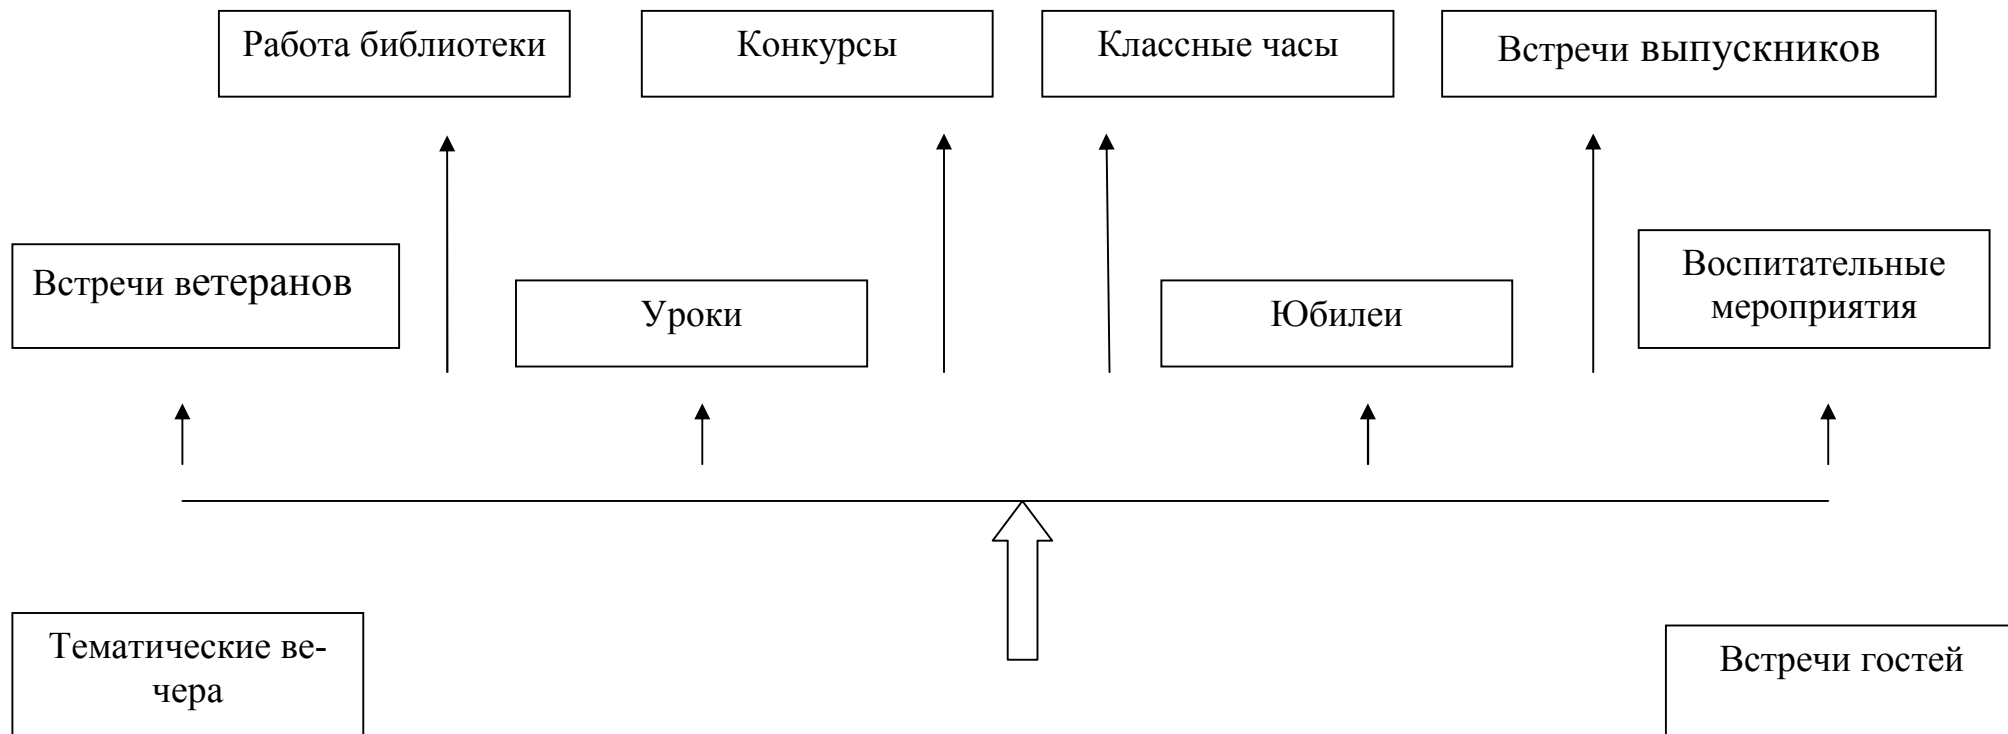 Работа библиотеки
Конкурсы
Классные часы
Встречи выпускников
Встречи ветеранов
Уроки
Юбилеи
Воспитательные
мероприятия
Тематические ве-
чера
Встречи гостей